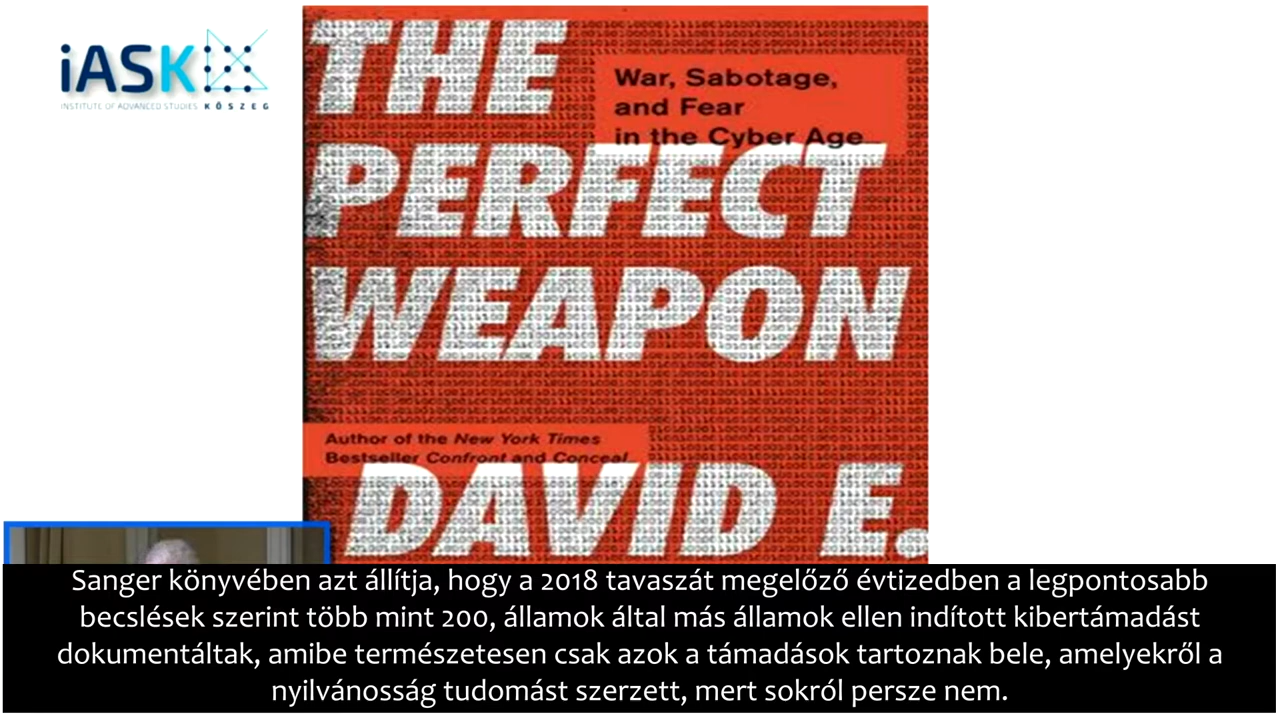 iASK
INSTITUTE OF ADVANCED STUDIES KŐSZEG
THE
War, Sabotage,
and Fear
in the Cyber Age
PERFECT
WEAPON
Author of the New York Times
Bestseller Confront and Conceal
DAVID E.
Sanger könyvében azt állítja, hogy a 2018 tavaszát megelőző évtizedben a legpontosabb
becslések szerint több mint 200, államok által más államok ellen indított kibertámadást
dokumentáltak, amibe természetesen csak azok a támadások tartoznak bele, amelyekről a
nyilvánosság tudomást szerzett, mert sokról persze nem.